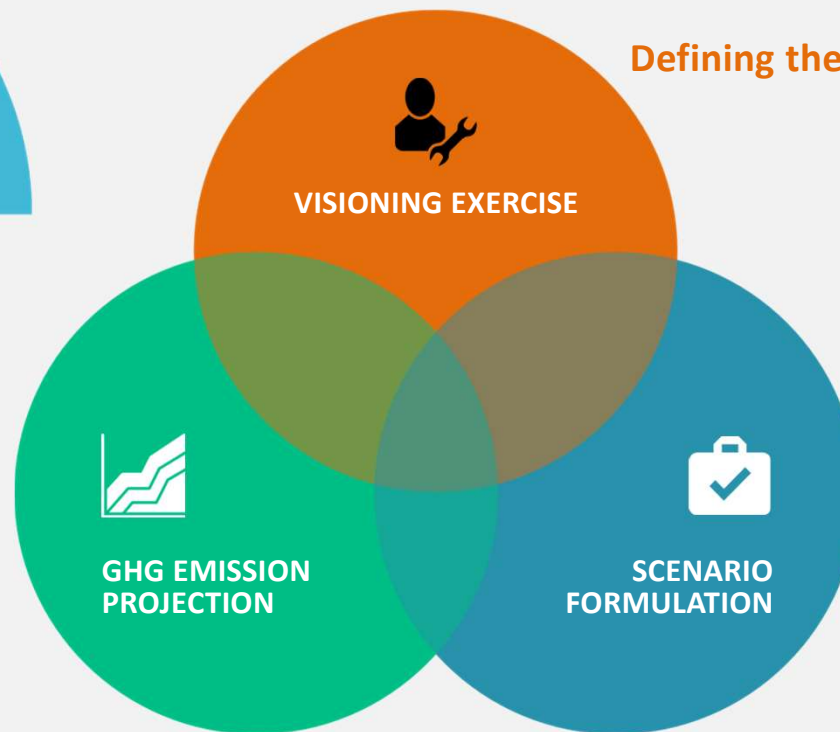 Defining the
VISIONING EXERCISE
GHG EMISSION
PROJECTION
SCENARIO
FORMULATION